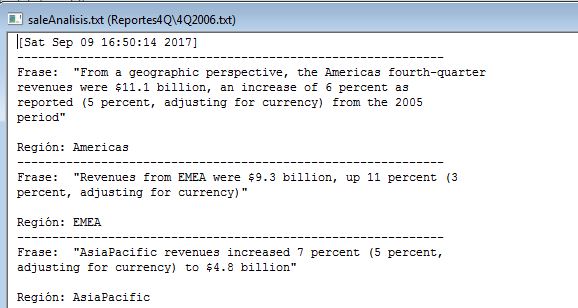 saleAnalisis.txt (Reportes4Q\4Q2006.txt)
[Sat Sep 09 16:50:14 2017]
----------------------------------------------------------------
Frase:  "From a geographic perspective, the Americas fourth-quarter
revenues were $11.1 billion, an increase of 6 percent as
reported (5 percent, adjusting for currency) from the 2005
period"
Región: Americas
----------------------------------------------------------------
Frase:  "Revenues from EMEA were $9.3 billion, up 11 percent (3
percent, adjusting for currency)"
Región: EMEA
----------------------------------------------------------------
Frase:  "AsiaPacific revenues increased 7 percent (5 percent,
adjusting for currency) to $4.8 billion"
Región: AsiaPacific